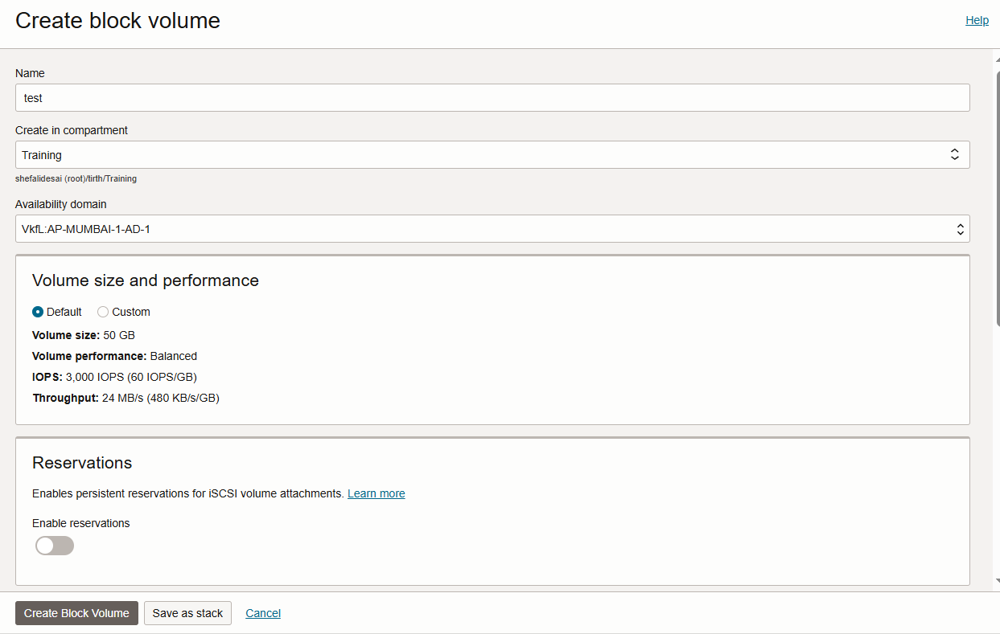 Create block volume
Help
Name
test
Create in compartment
Training
shefalidesai (root)/tirth/Training
Availability domain
VkfL:AP-MUMBAI-1-AD-1
Volume size and performance
Default Custom
Volume size: 50 GB
Volume performance: Balanced
IOPS: 3,000 IOPS (60 IOPS/GB)
Throughput: 24 MB/s (480 KB/s/GB)
Reservations
Enables persistent reservations for iSCSI volume attachments. Learn more
Enable reservations
Create Block Volume Save as stack Cancel